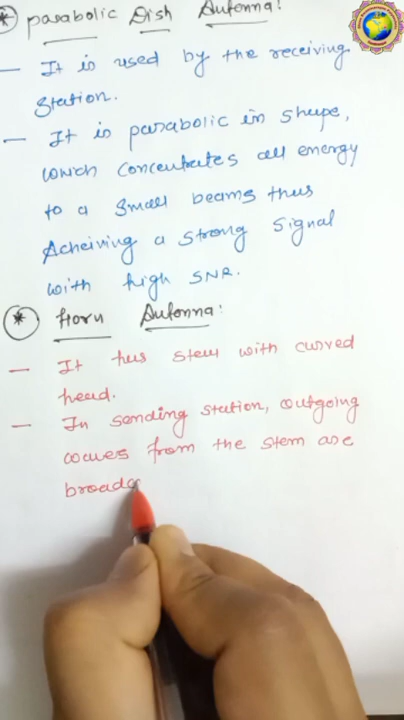 * parabolic Dish Antenna:
— It is used by the receiving
station.
— It is parabolic in shape,
which concentrates all energy
to a small beams thus
Acheiving a strong signal
with high SNR.
* Horn Antenna:
— It has stem with curved
head.
— In sending station, outgoing
waves from the stem are
broadc